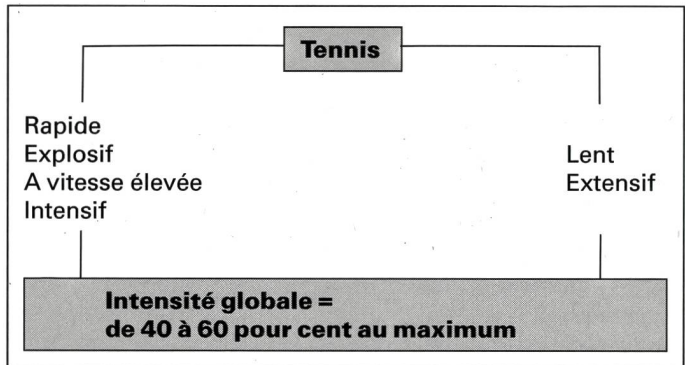 Tennis
Rapide
Explosif
A vitesse élevée
Intensif
Lent
Extensif
Intensité globale =
de 40 à 60 pour cent au maximum